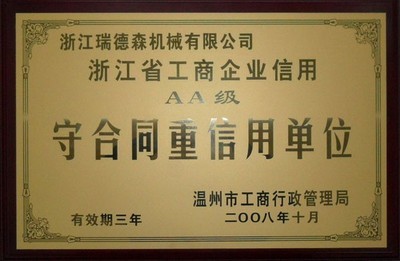 浙江瑞德森机械有限公司
浙江省工商企业信用
AA级
守合同重信用单位
温州市工商行政管理局
有效期三年
二〇〇八年十月